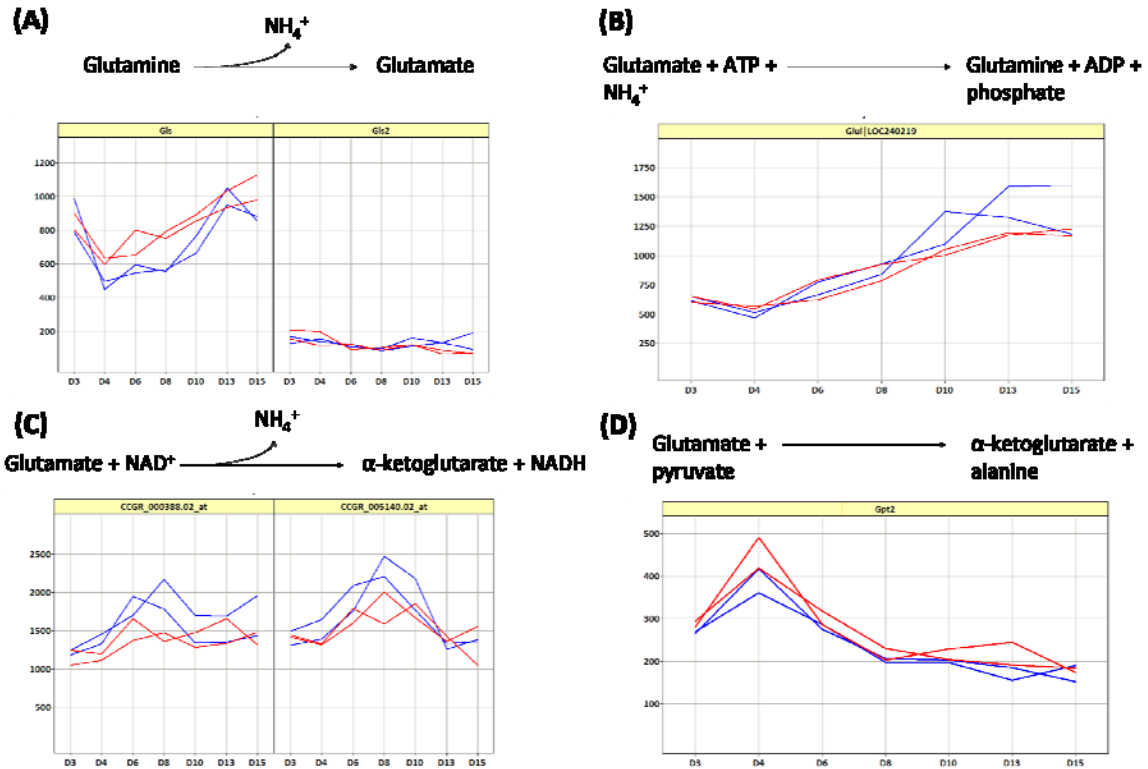 (A)
NH₄⁺
Glutamine → Glutamate
Gls Gls2
1200
1000
800
600
400
200
D3 D4 D6 D8 D10 D13 D15 D3 D4 D6 D8 D10 D13 D15
(B)
Glutamate + ATP + → Glutamine + ADP +
NH₄⁺ phosphate
Glul|LOC240219
1750
1500
1250
1000
750
500
250
D3 D4 D6 D8 D10 D13 D15
(C)
NH₄⁺
Glutamate + NAD⁺ → α-ketoglutarate + NADH
CCGR_000388.02_at CCGR_005140.02_at
2500
2000
1500
1000
500
D3 D4 D6 D8 D10 D13 D15 D3 D4 D6 D8 D10 D13 D15
(D)
Glutamate + → α-ketoglutarate +
pyruvate alanine
Gpt2
500
400
300
200
100
D3 D4 D6 D8 D10 D13 D15